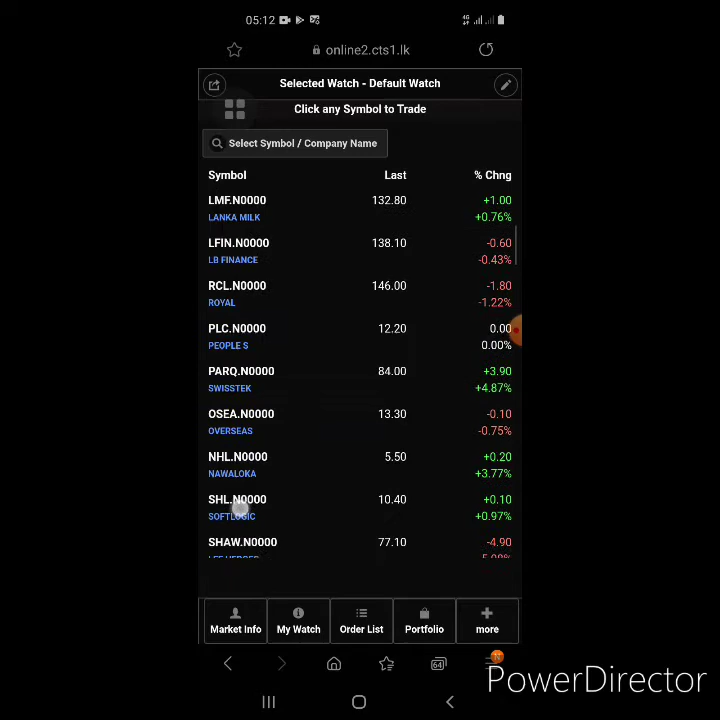 05:12
4G
online2.cts1.lk
Selected Watch - Default Watch
Click any Symbol to Trade
Select Symbol / Company Name
Symbol Last % Chng
LMF.N0000 132.80 +1.00
LANKA MILK +0.76%
LFIN.N0000 138.10 -0.60
LB FINANCE -0.43%
RCL.N0000 146.00 -1.80
ROYAL -1.22%
PLC.N0000 12.20 0.00
PEOPLE S 0.00%
PARQ.N0000 84.00 +3.90
SWISSTEK +4.87%
OSEA.N0000 13.30 -0.10
OVERSEAS -0.75%
NHL.N0000 5.50 +0.20
NAWALOKA +3.77%
SHL.N0000 10.40 +0.10
SOFTLOGIC +0.97%
SHAW.N0000 77.10 -4.90
Market Info My Watch Order List Portfolio more
64
PowerDirector